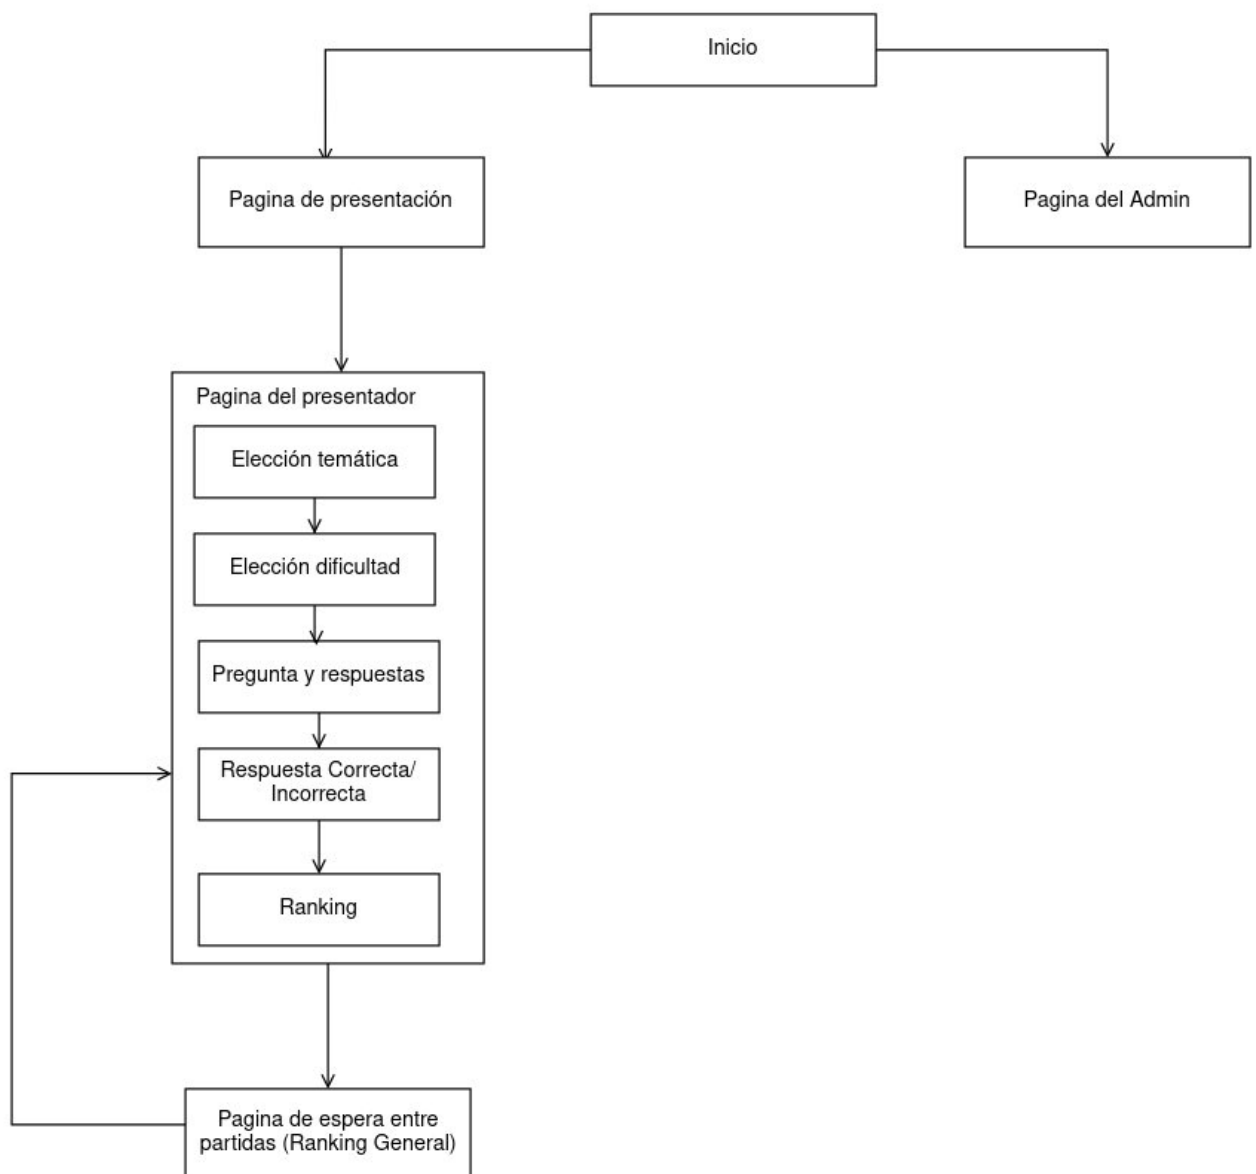 Inicio
Pagina de presentación
Pagina del Admin
Pagina del presentador
Elección temática
Elección dificultad
Pregunta y respuestas
Respuesta Correcta/
Incorrecta
Ranking
Pagina de espera entre
partidas (Ranking General)